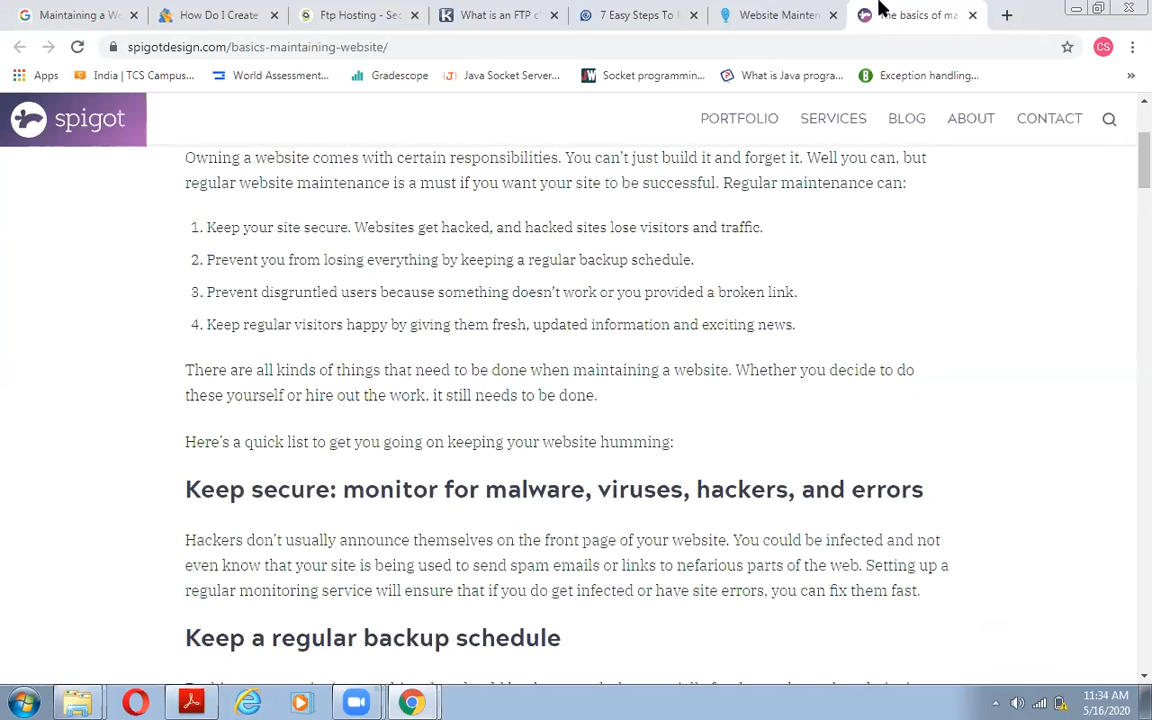 Maintaining a We
How Do I Create
Ftp Hosting - Sec
What is an FTP c
7 Easy Steps To
Website Mainten
The basics of ma
spigotdesign.com/basics-maintaining-website/
CS
Apps
India | TCS Campus...
World Assessment...
Gradescope
Java Socket Server...
Socket programmin...
What is Java progra...
Exception handling...
»
spigot
PORTFOLIO
SERVICES
BLOG
ABOUT
CONTACT
Owning a website comes with certain responsibilities. You can't just build it and forget it. Well you can, but
regular website maintenance is a must if you want your site to be successful. Regular maintenance can:
1. Keep your site secure. Websites get hacked, and hacked sites lose visitors and traffic.
2. Prevent you from losing everything by keeping a regular backup schedule.
3. Prevent disgruntled users because something doesn't work or you provided a broken link.
4. Keep regular visitors happy by giving them fresh, updated information and exciting news.
There are all kinds of things that need to be done when maintaining a website. Whether you decide to do
these yourself or hire out the work, it still needs to be done.
Here's a quick list to get you going on keeping your website humming:
Keep secure: monitor for malware, viruses, hackers, and errors
Hackers don't usually announce themselves on the front page of your website. You could be infected and not
even know that your site is being used to send spam emails or links to nefarious parts of the web. Setting up a
regular monitoring service will ensure that if you do get infected or have site errors, you can fix them fast.
Keep a regular backup schedule
11:34 AM
5/16/2020